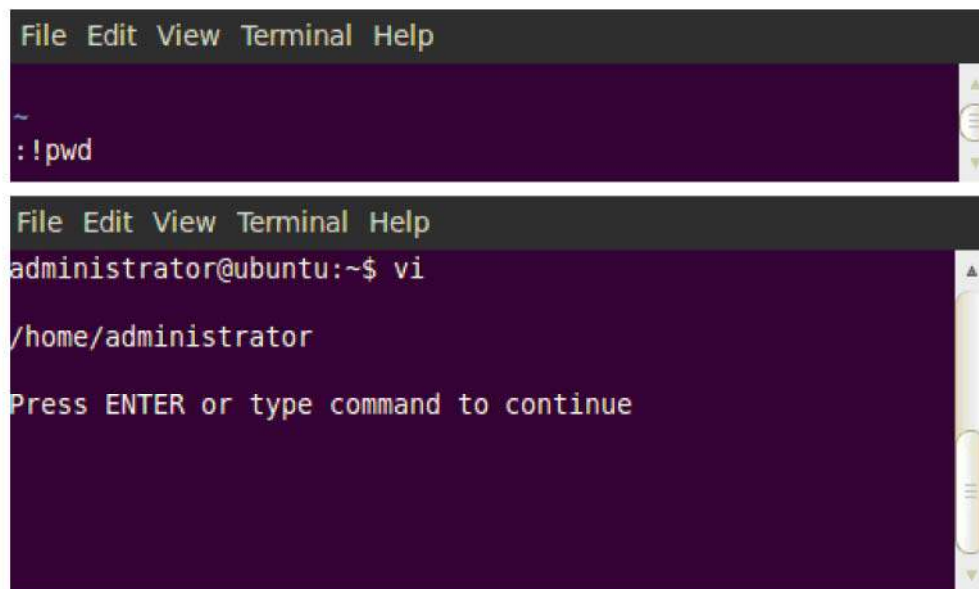 File Edit View Terminal Help
~
:!pwd
File Edit View Terminal Help
administrator@ubuntu:~$ vi
/home/administrator
Press ENTER or type command to continue